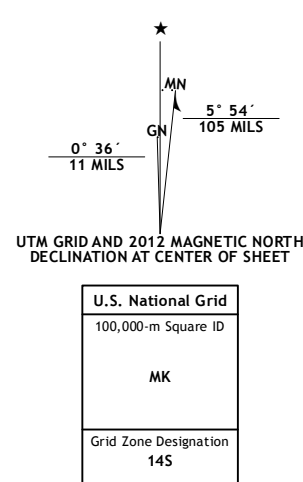 MN
5° 54´
105 MILS
GN
0° 36´
11 MILS
UTM GRID AND 2012 MAGNETIC NORTH
DECLINATION AT CENTER OF SHEET
U.S. National Grid
100,000-m Square ID
MK
Grid Zone Designation
14S